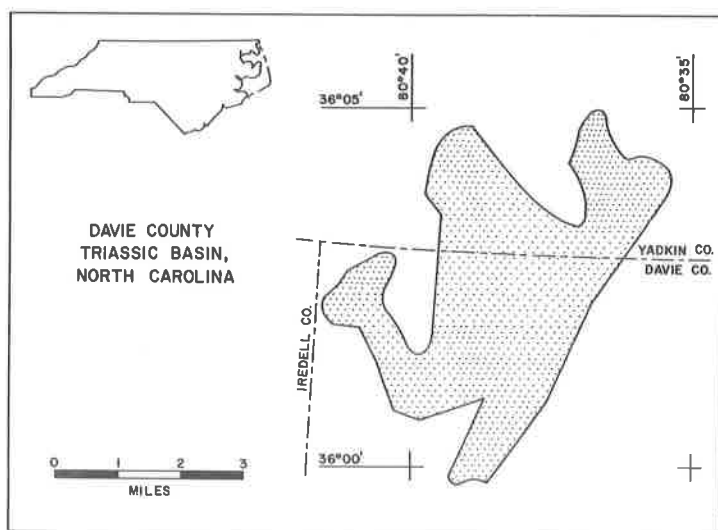 36°05'
80°40'
80°35'
DAVIE COUNTY
TRIASSIC BASIN,
NORTH CAROLINA
YADKIN CO.
DAVIE CO.
IREDELL CO.
0 1 2 3
MILES
36°00'